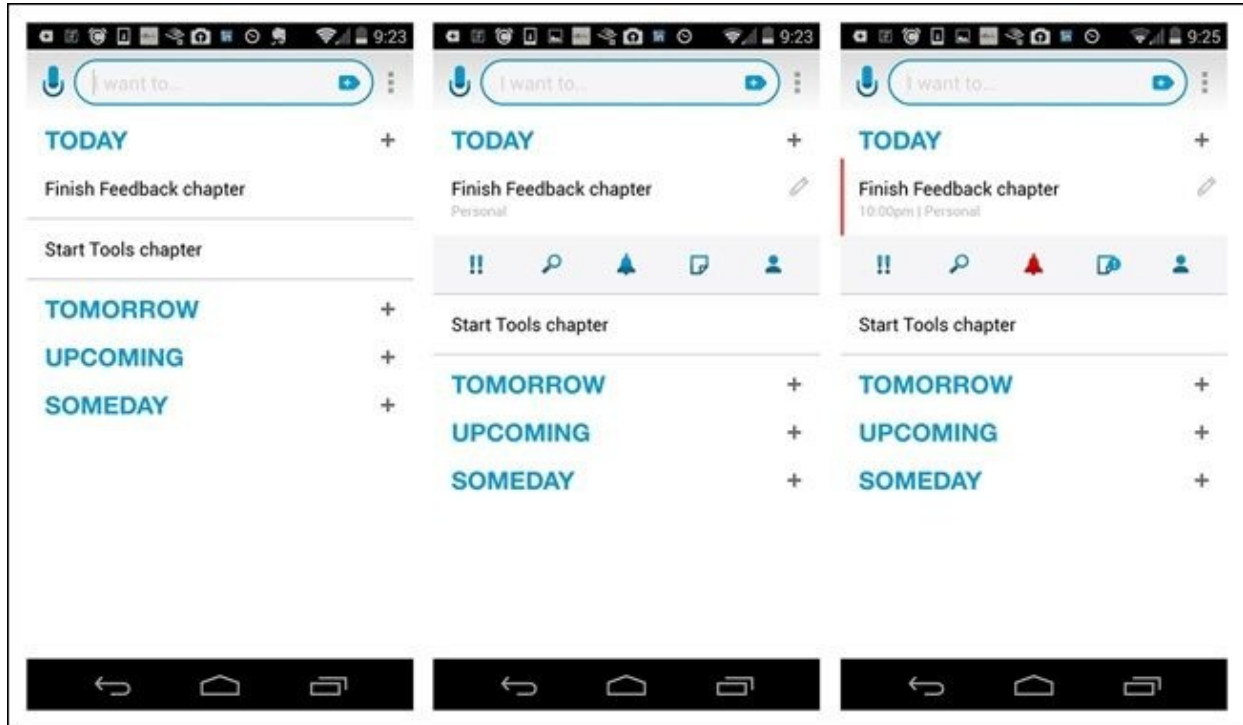 9:23
I want to...
TODAY
+
Finish Feedback chapter
Start Tools chapter
TOMORROW
+
UPCOMING
+
SOMEDAY
+
9:23
I want to...
TODAY
+
Finish Feedback chapter
Personal
!!
Start Tools chapter
TOMORROW
+
UPCOMING
+
SOMEDAY
+
9:25
I want to...
TODAY
+
Finish Feedback chapter
10:00pm | Personal
!!
Start Tools chapter
TOMORROW
+
UPCOMING
+
SOMEDAY
+